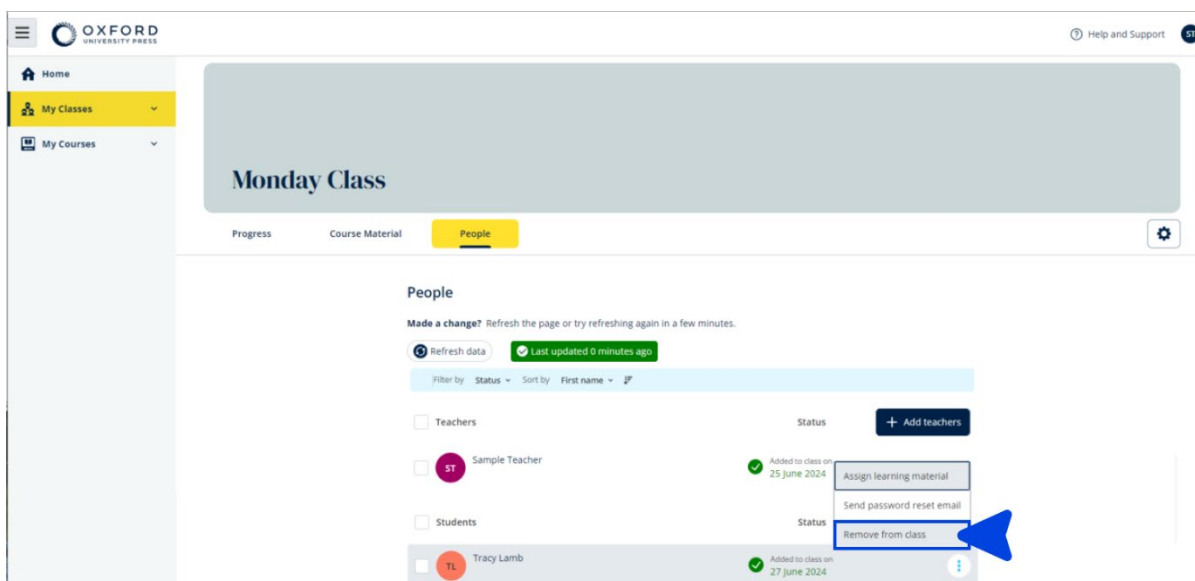 OXFORD
UNIVERSITY PRESS
Help and Support
ST
Home
My Classes
My Courses
Monday Class
Progress
Course Material
People
People
Made a change? Refresh the page or try refreshing again in a few minutes.
Refresh data
Last updated 0 minutes ago
Filter by Status Sort by First name
Teachers
Status
+ Add teachers
ST
Sample Teacher
Added to class on
25 June 2024
Assign learning material
Send password reset email
Remove from class
Students
Status
TL
Tracy Lamb
Added to class on
27 June 2024